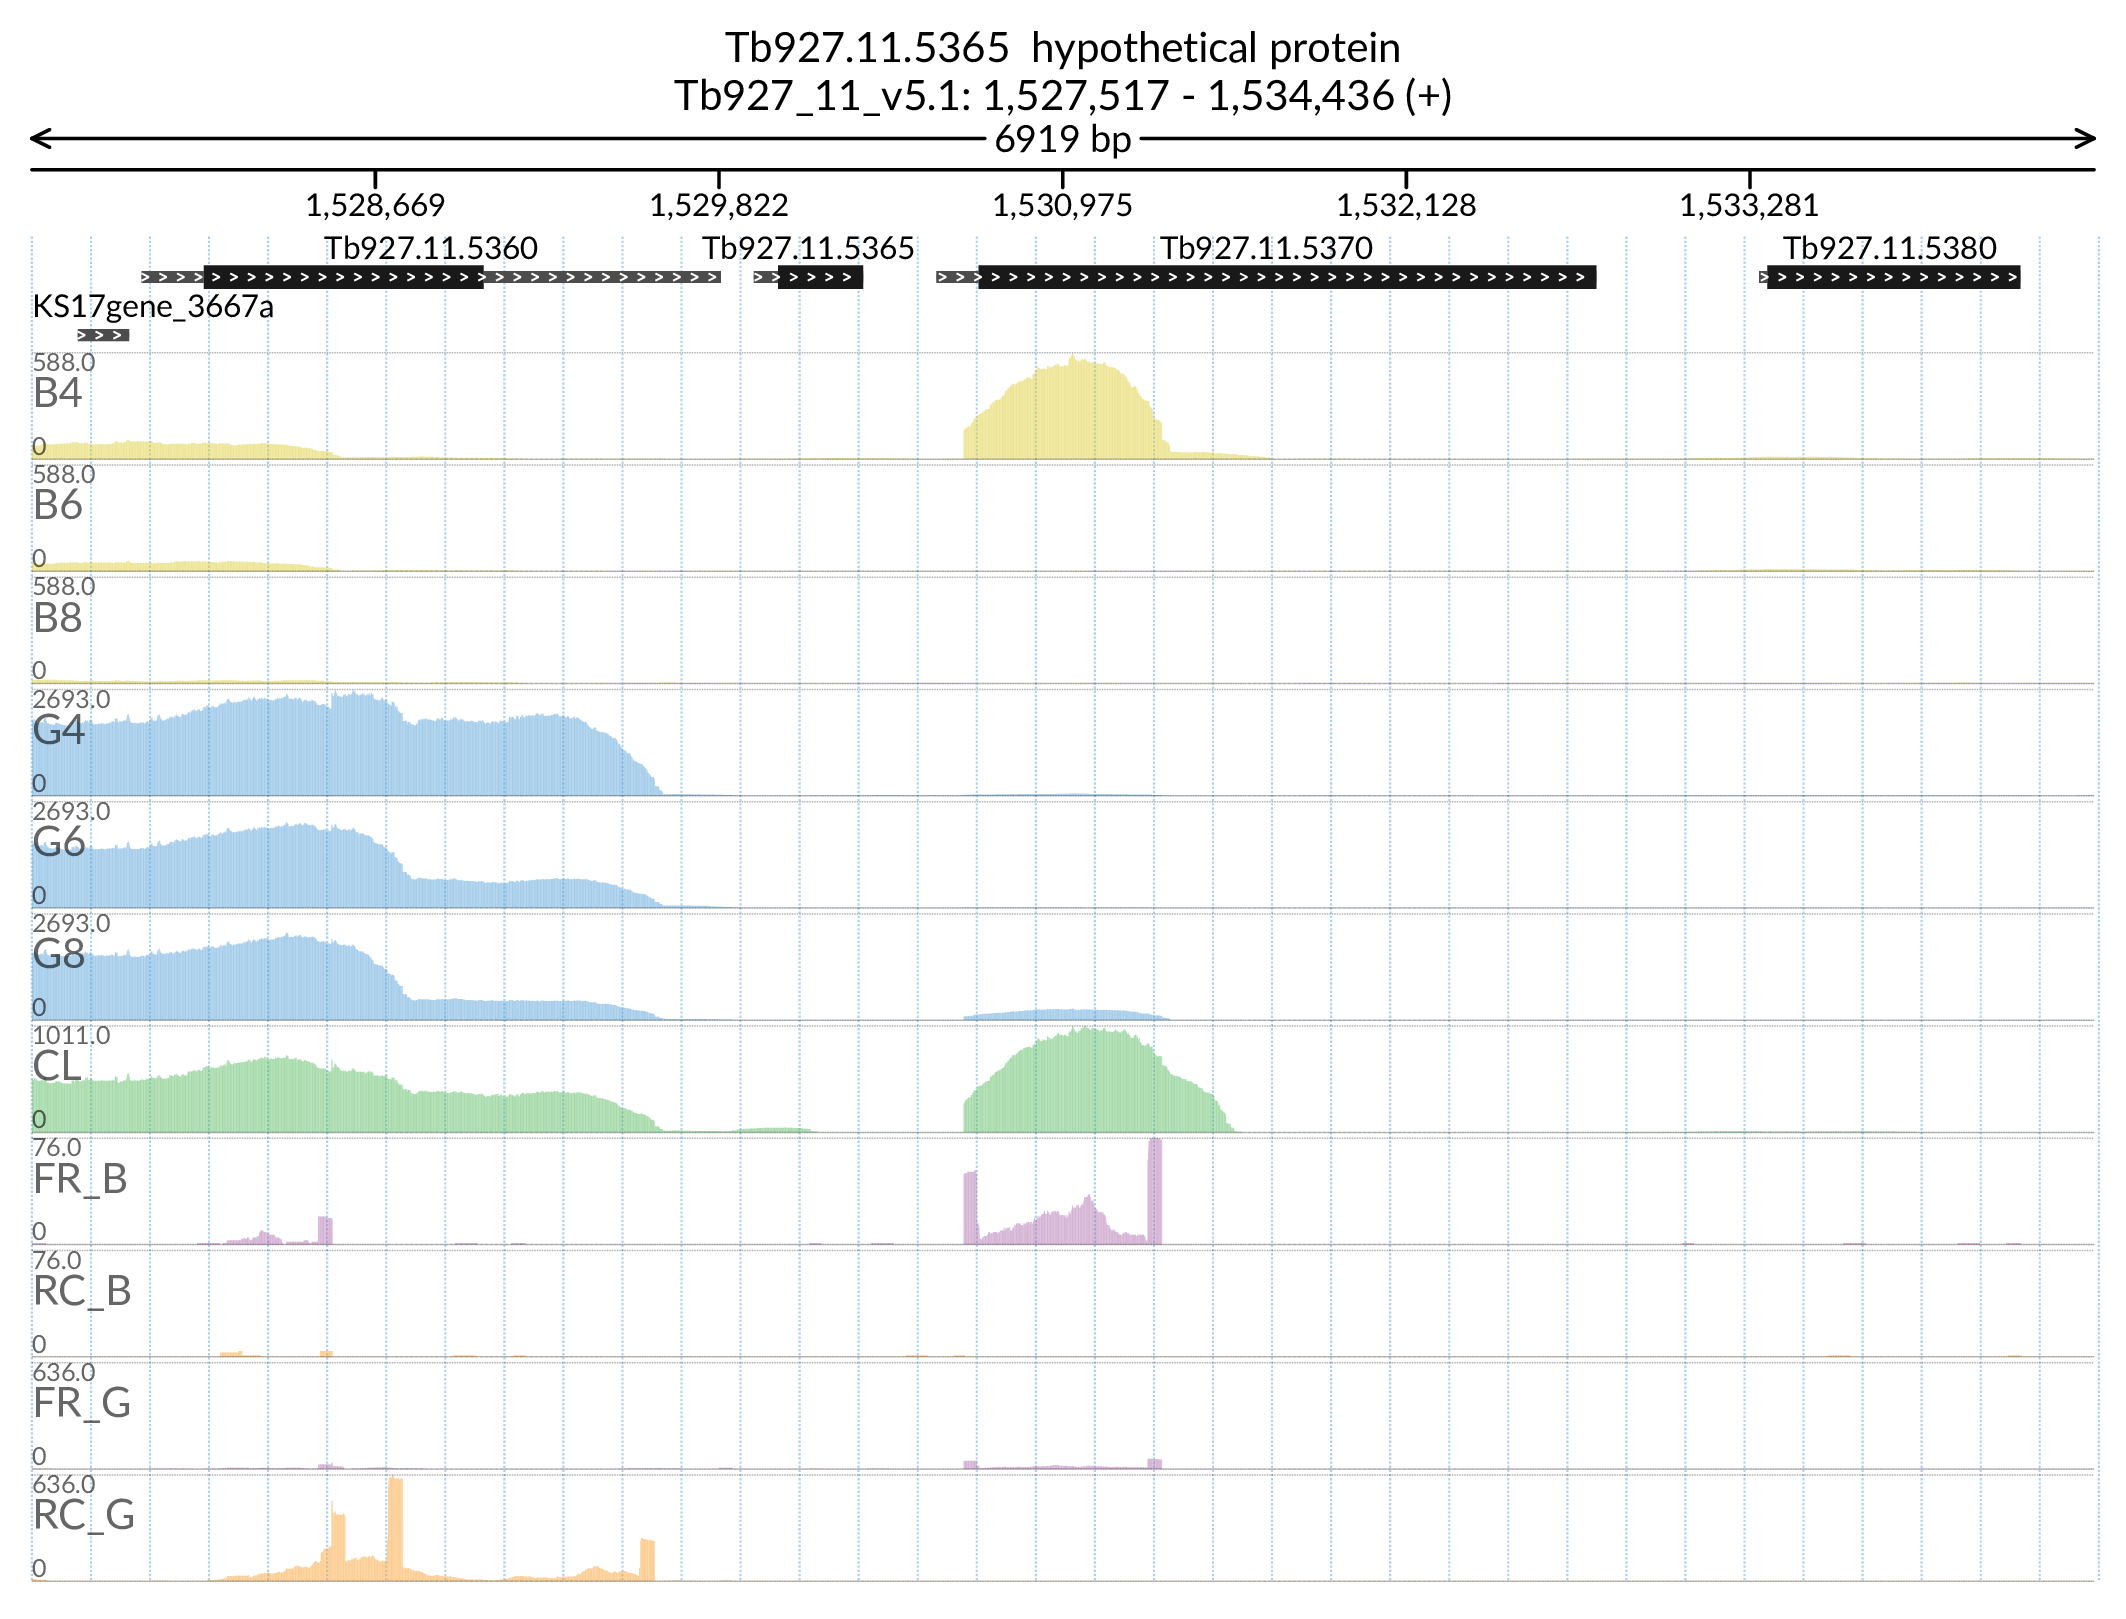 Tb927.11.5365 hypothetical protein
Tb927_11_v5.1: 1,527,517 - 1,534,436 (+)
6919 bp
1,528,669 1,529,822 1,530,975 1,532,128 1,533,281
Tb927.11.5360 Tb927.11.5365 Tb927.11.5370 Tb927.11.5380
KS17gene_3667a
588.0
B4
0
588.0
B6
0
588.0
B8
0
2693.0
G4
0
2693.0
G6
0
2693.0
G8
0
1011.0
CL
0
76.0
FR_B
0
76.0
RC_B
0
636.0
FR_G
0
636.0
RC_G
0